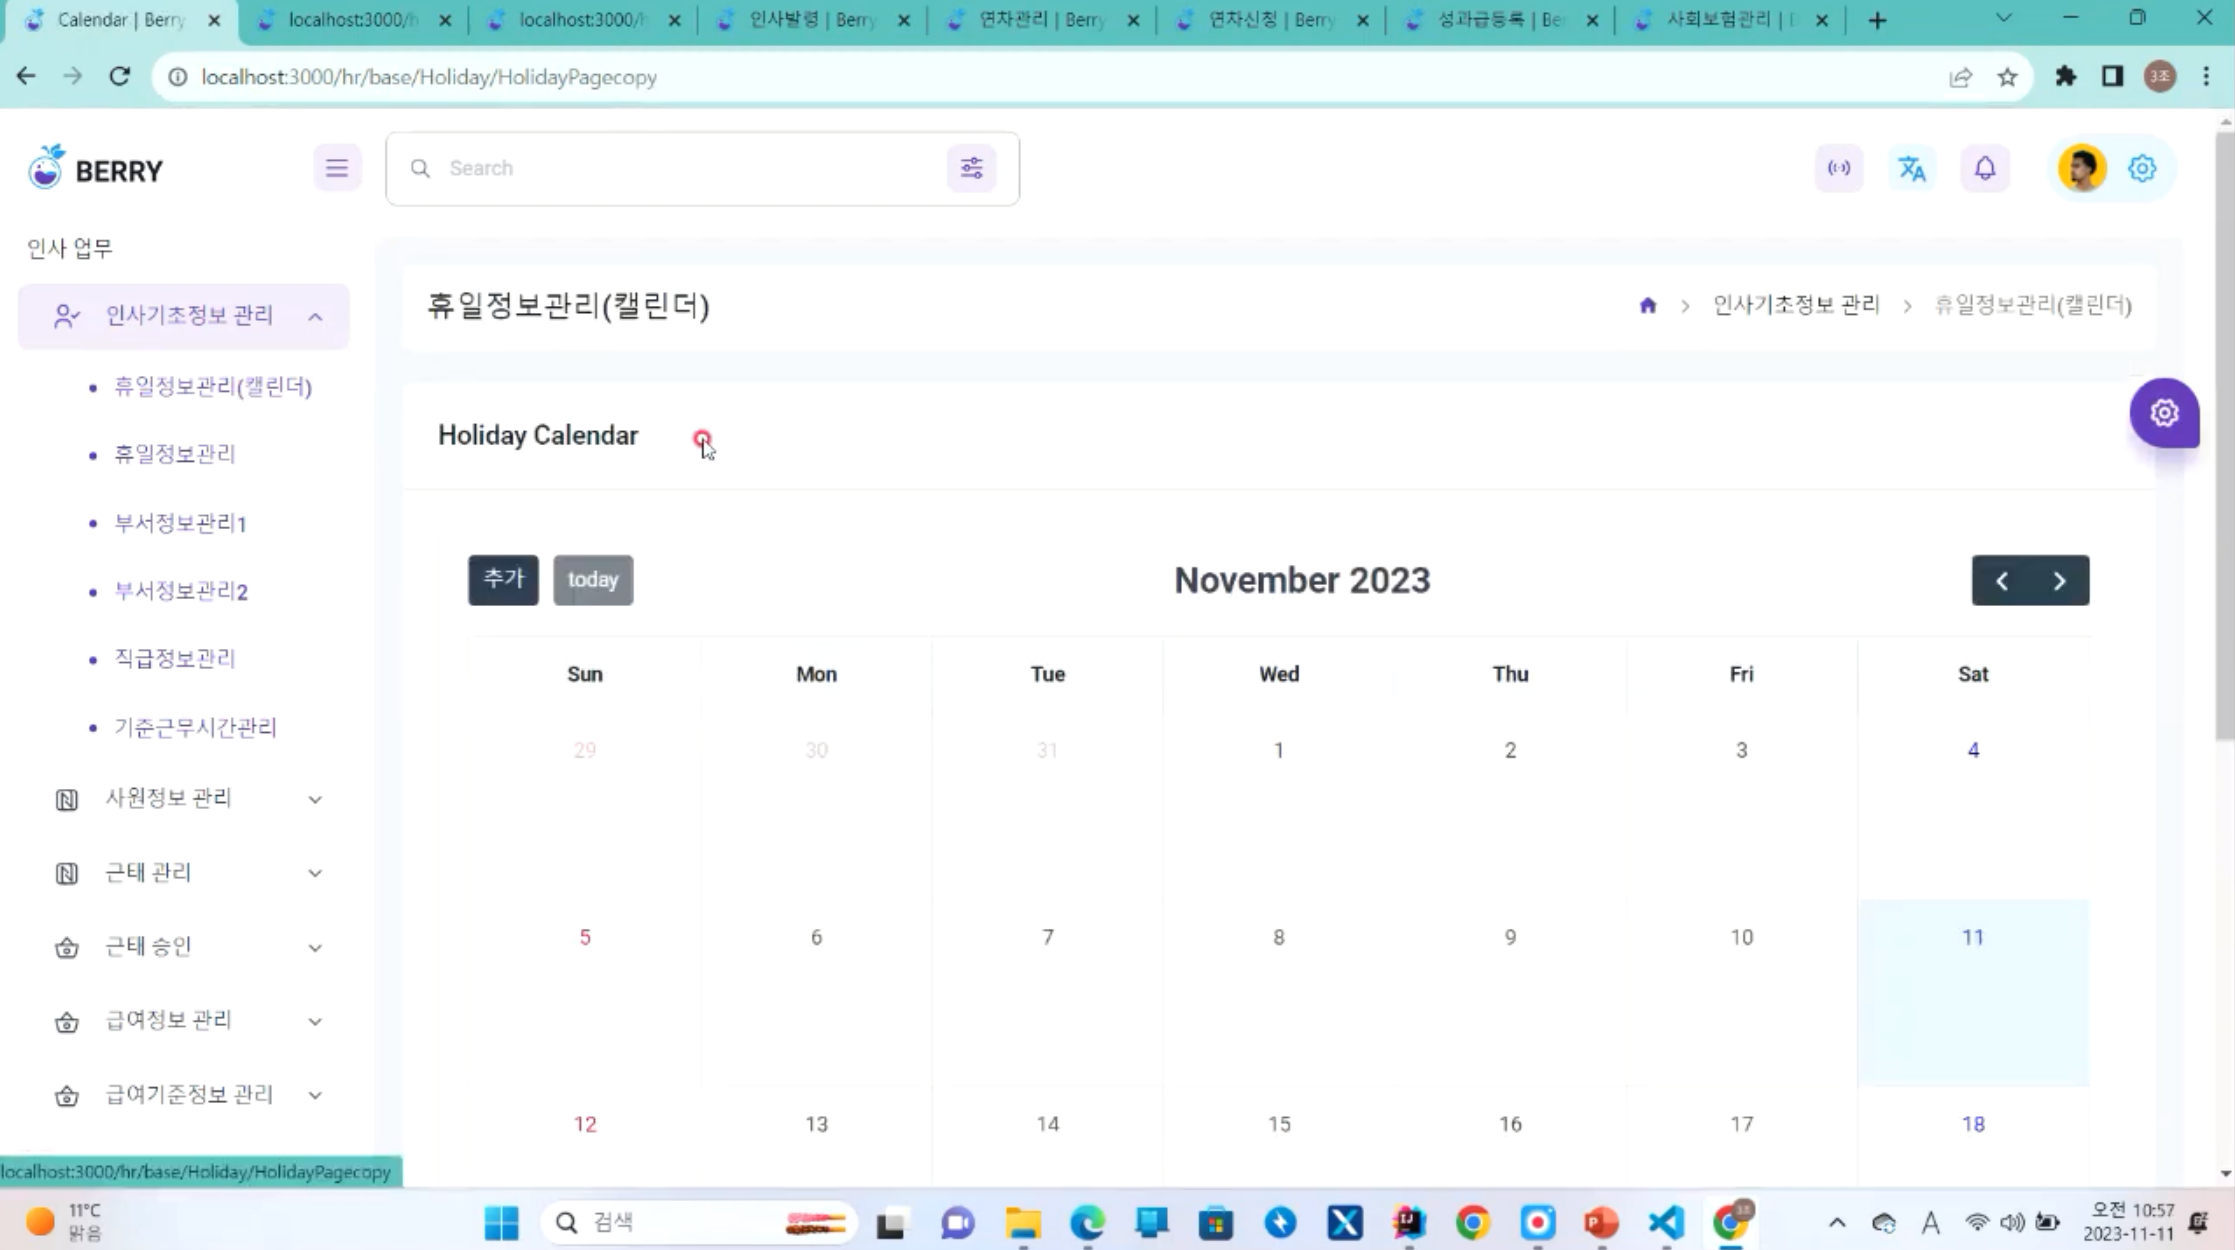 Calendar | Berry
localhost:3000/h
localhost:3000/h
인사발령 | Berry
연차관리 | Berry
연차신청 | Berry
성과급등록 | Be
사회보험관리 |
localhost:3000/hr/base/Holiday/HolidayPagecopy
3조
BERRY
Search
인사 업무
인사기초정보 관리
휴일정보관리(캘린더)
휴일정보관리
부서정보관리1
부서정보관리2
직급정보관리
기준근무시간관리
사원정보 관리
근태 관리
근태 승인
급여정보 관리
급여기준정보 관리
휴일정보관리(캘린더)
인사기초정보 관리
휴일정보관리(캘린더)
Holiday Calendar
추가
today
November 2023
Sun Mon Tue Wed Thu Fri Sat
29 30 31 1 2 3 4
5 6 7 8 9 10 11
12 13 14 15 16 17 18
localhost:3000/hr/base/Holiday/HolidayPagecopy
11°C
맑음
검색
A
오전 10:57
2023-11-11